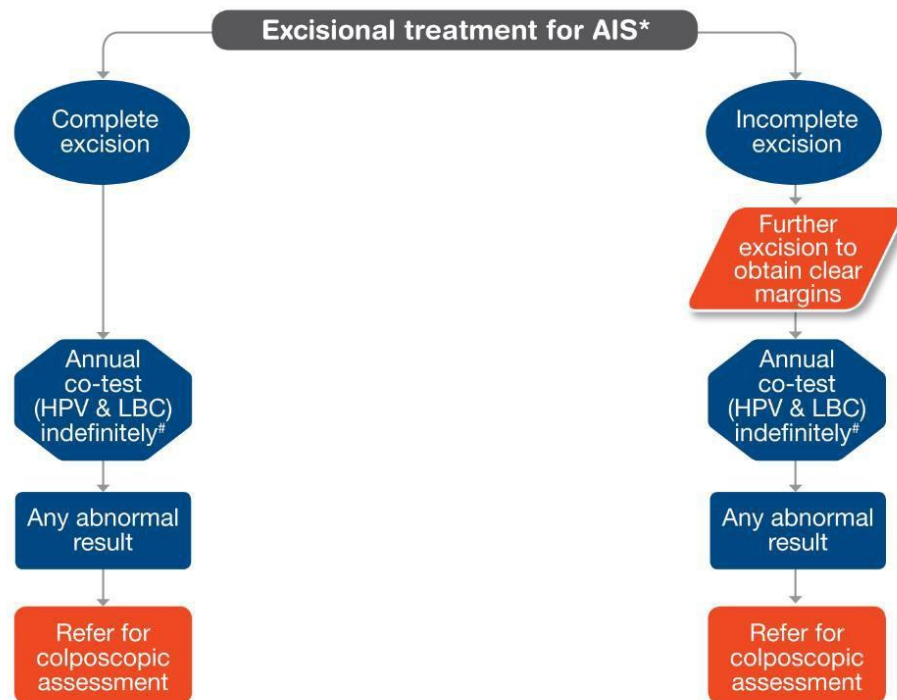 Excisional treatment for AIS*
Complete
excision
Annual
co-test
(HPV & LBC)
indefinitely#
Any abnormal
result
Refer for
colposcopic
assessment
Incomplete
excision
Further
excision to
obtain clear
margins
Annual
co-test
(HPV & LBC)
indefinitely#
Any abnormal
result
Refer for
colposcopic
assessment